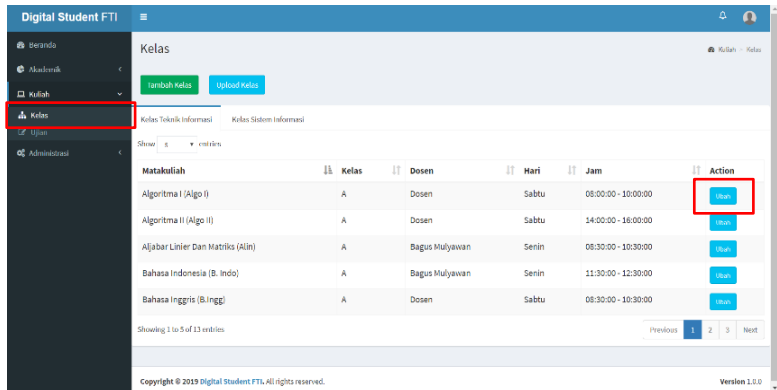 Digital Student FTI
Beranda
Kelas
Kuliah > Kelas
Akademik
Tambah Kelas
Upload Kelas
Kuliah
Kelas
Kelas Teknik Informasi
Kelas Sistem Informasi
Ujian
Show 5 entries
Administrasi
Matakuliah Kelas Dosen Hari Jam Action
Algoritma I (Algo I) A Dosen Sabtu 08:00:00 - 10:00:00 Ubah
Algoritma II (Algo II) A Dosen Sabtu 14:00:00 - 16:00:00 Ubah
Aljabar Linier Dan Matriks (Alin) A Bagus Mulyawan Senin 08:30:00 - 10:30:00 Ubah
Bahasa Indonesia (B. Indo) A Bagus Mulyawan Senin 11:30:00 - 12:30:00 Ubah
Bahasa Inggris (B.Ingg) A Dosen Sabtu 08:30:00 - 10:30:00 Ubah
Showing 1 to 5 of 13 entries
Previous 1 2 3 Next
Copyright © 2019 Digital Student FTI. All rights reserved.
Version 1.0.0